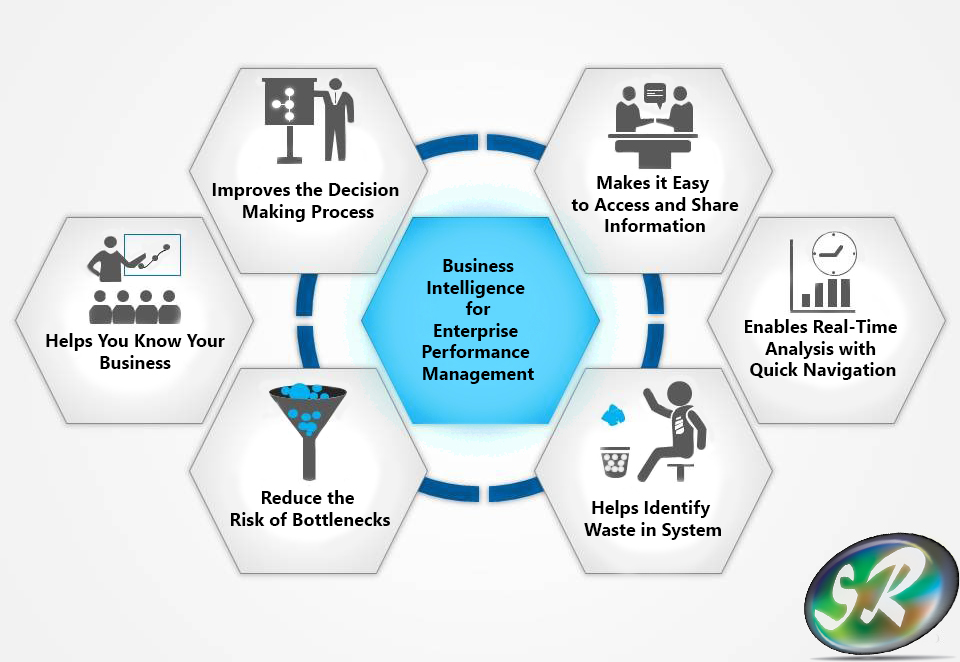 Improves the Decision
Making Process
Makes it Easy
to Access and Share
Information
Helps You Know Your
Business
Business
Intelligence
for
Enterprise
Performance
Management
Enables Real-Time
Analysis with
Quick Navigation
Reduce the
Risk of Bottlenecks
Helps Identify
Waste in System
SR